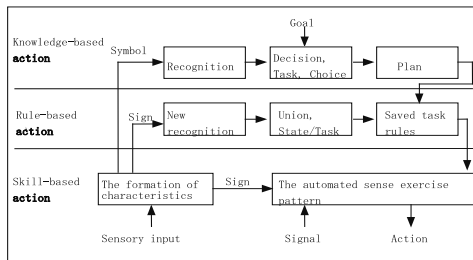 Goal
Knowledge-based
action
Symbol
Recognition
Decision,
Task, Choice
Plan
Rule-based
action
Sign
New
recognition
Union,
State/Task
Saved task
rules
Skill-based
action
The formation of
characteristics
Sign
The automated sense exercise
pattern
Sensory input
Signal
Action